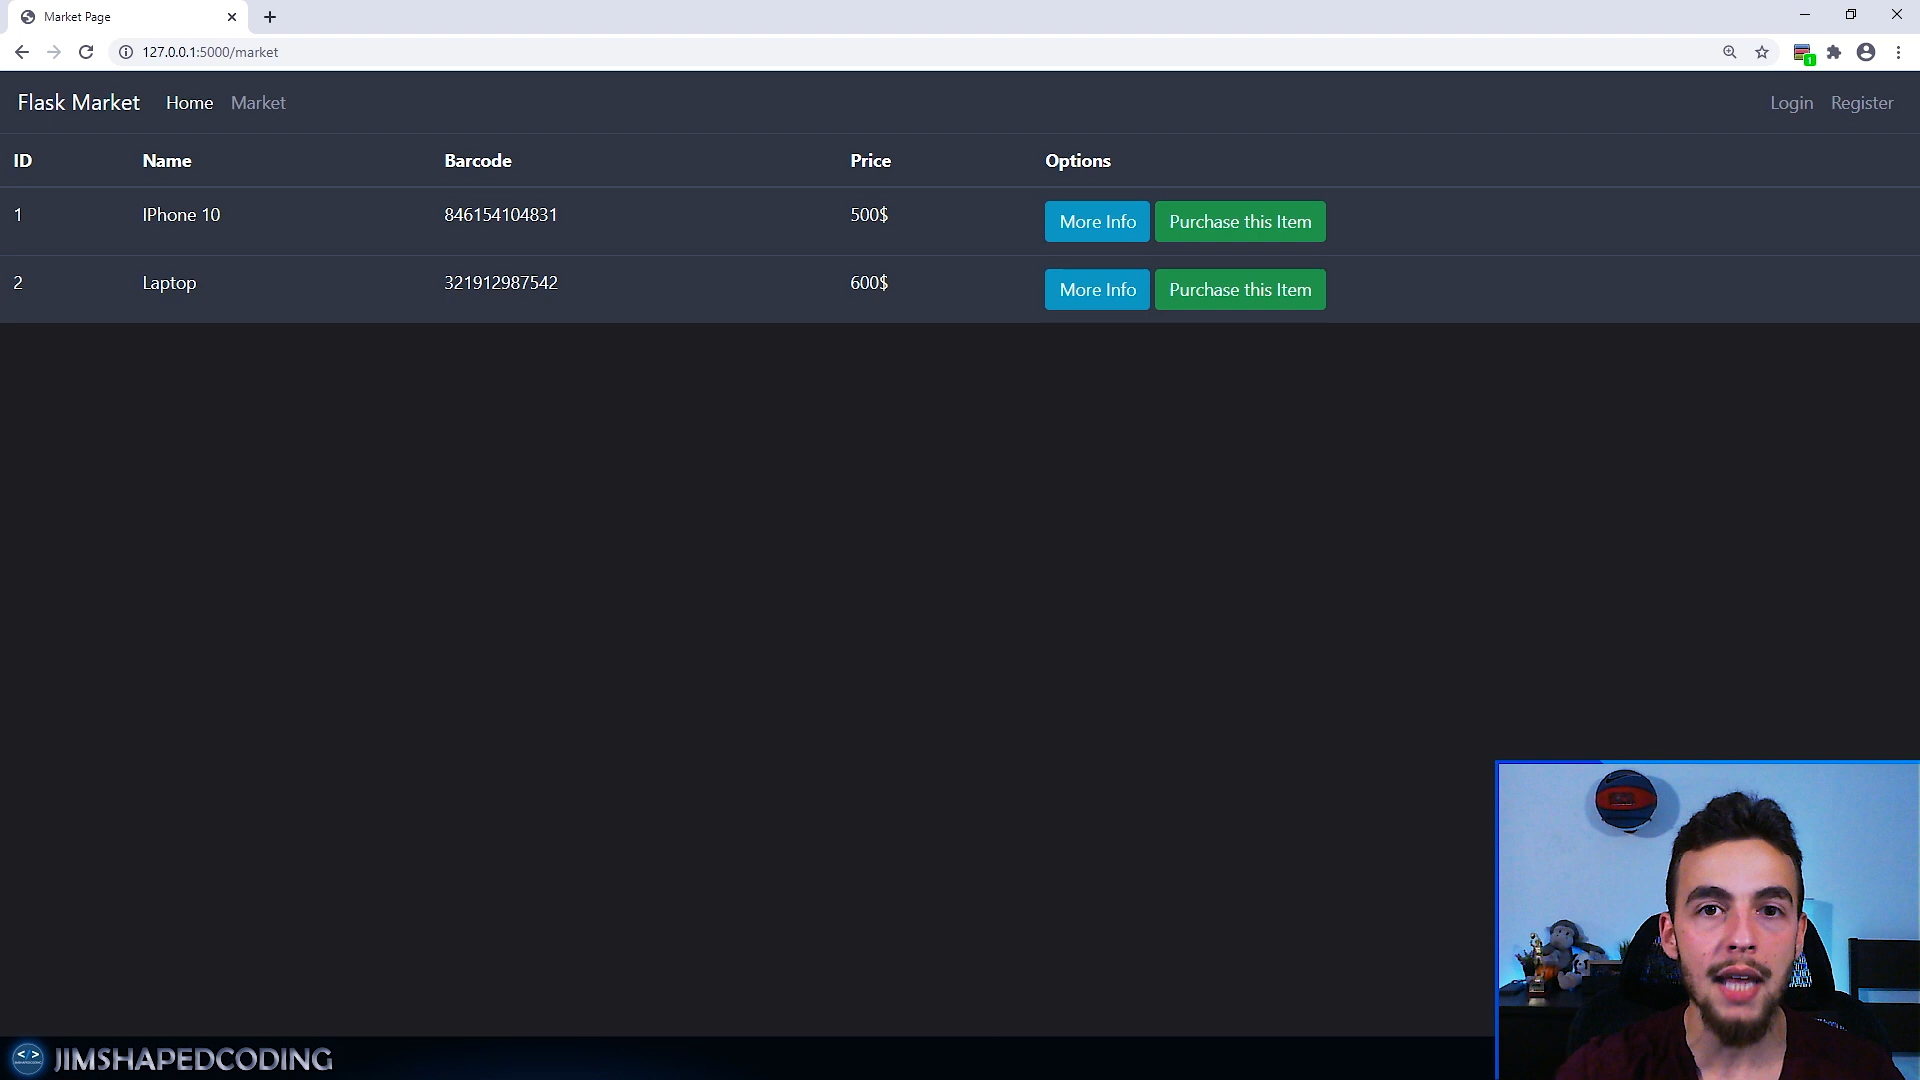 Market Page
127.0.0.1:5000/market
1
Flask Market Home Market Login Register
ID Name Barcode Price Options
1 IPhone 10 846154104831 500$ More Info Purchase this Item
2 Laptop 321912987542 600$ More Info Purchase this Item
</> JIMSHAPEDCODING